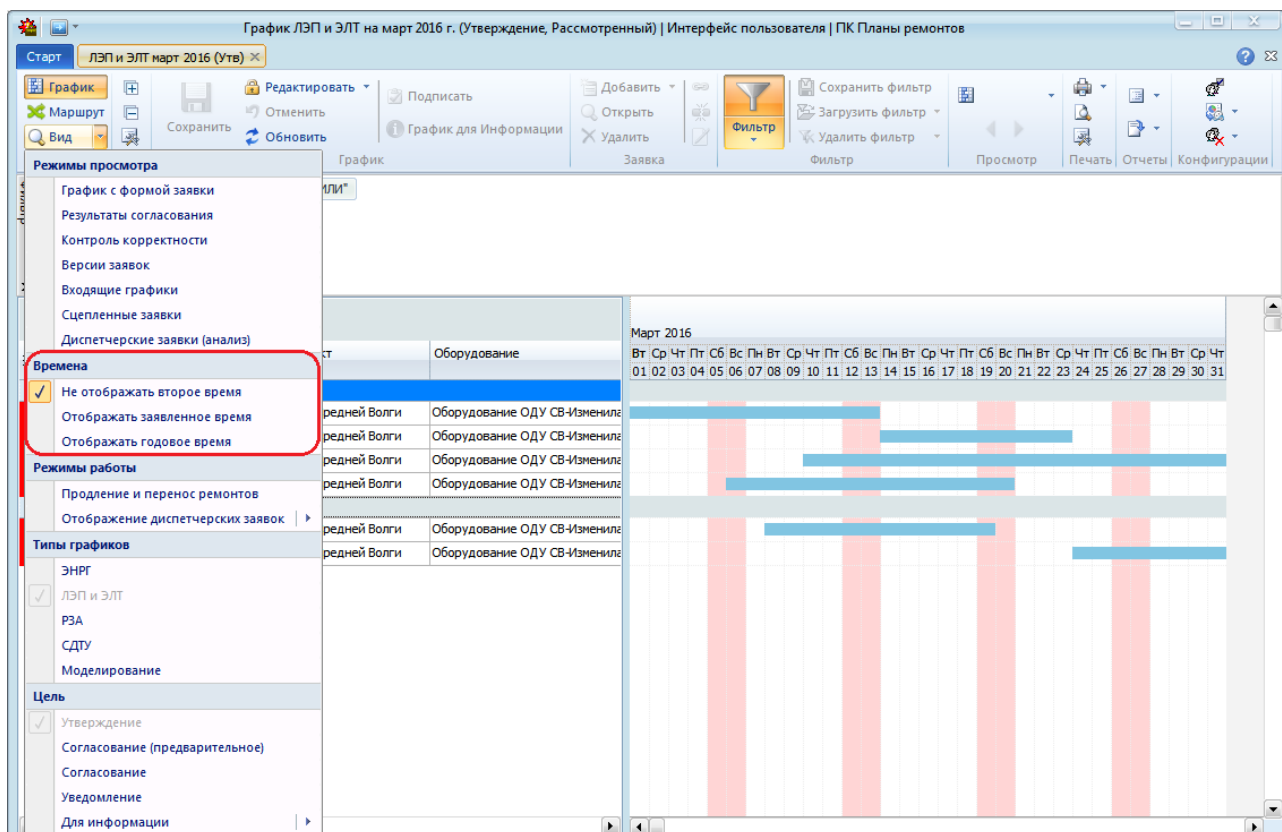 График ЛЭП и ЭЛТ на март 2016 г. (Утверждение, Рассмотренный) | Интерфейс пользователя | ПК Планы ремонтов
Старт ЛЭП и ЭЛТ март 2016 (Утв)
График Редактировать Добавить Сохранить фильтр
Маршрут Отменить Подписать Открыть Загрузить фильтр
Вид Сохранить Обновить График для Информации Удалить Фильтр Удалить фильтр
График Заявка Фильтр Просмотр Печать Отчеты Конфигурации
Режимы просмотра
График с формой заявки
ИЛИ"
Результаты согласования
Контроль корректности
Версии заявок
Входящие графики
Сцепленные заявки
Диспетчерские заявки (анализ)
Времена
Не отображать второе время
Отображать заявленное время
Отображать годовое время
Режимы работы
Продление и перенос ремонтов
Отображение диспетчерских заявок
Типы графиков
ЭНРГ
ЛЭП и ЭЛТ
РЗА
СДТУ
Моделирование
Цель
Утверждение
Согласование (предварительное)
Согласование
Уведомление
Для информации
кт Оборудование
редней Волги Оборудование ОДУ СВ-Изменила
редней Волги Оборудование ОДУ СВ-Изменила
редней Волги Оборудование ОДУ СВ-Изменила
редней Волги Оборудование ОДУ СВ-Изменила
редней Волги Оборудование ОДУ СВ-Изменила
редней Волги Оборудование ОДУ СВ-Изменила
Март 2016
Вт Ср Чт Пт Сб Вс Пн Вт Ср Чт Пт Сб Вс Пн Вт Ср Чт Пт Сб Вс Пн Вт Ср Чт Пт Сб Вс Пн Вт Ср Чт
01 02 03 04 05 06 07 08 09 10 11 12 13 14 15 16 17 18 19 20 21 22 23 24 25 26 27 28 29 30 31